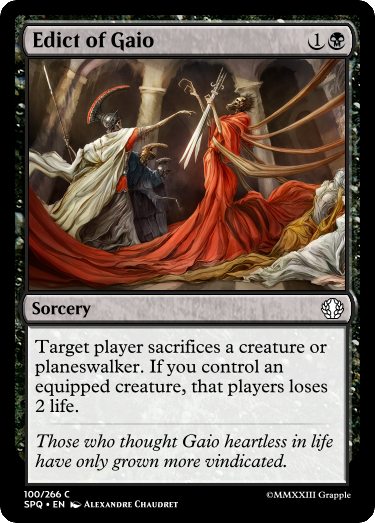 Edict of Gaio 1
Sorcery
Target player sacrifices a creature or
planeswalker. If you control an
equipped creature, that players loses
2 life.
Those who thought Gaio heartless in life
have only grown more vindicated.
100/266 C
SPQ • EN Alexandre Chaudret
©MMXXIII Grapple